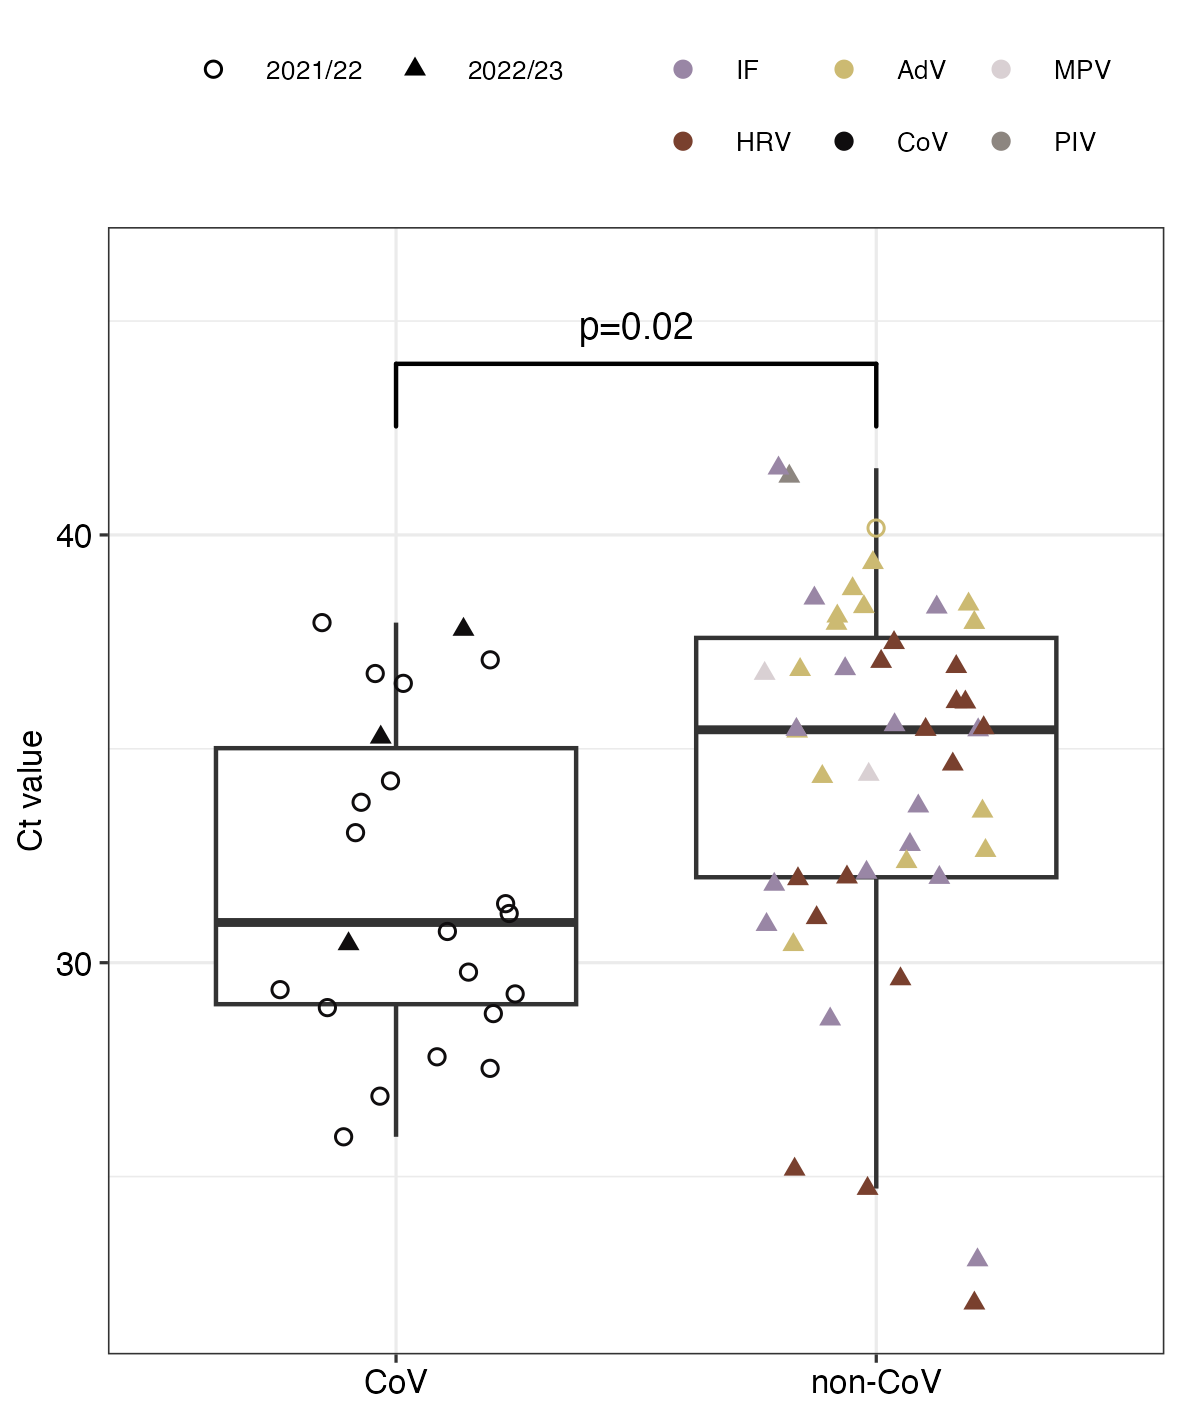 2021/22 2022/23 IF AdV MPV
HRV CoV PIV
p=0.02
40
30
Ct value
CoV non-CoV